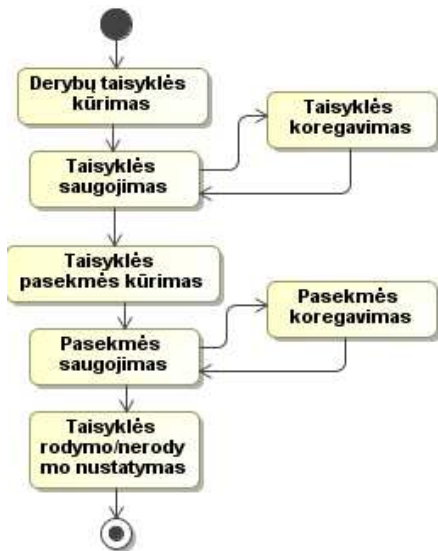 Derybų taisyklės
kūrimas
Taisyklės
koregavimas
Taisyklės
saugojimas
Taisyklės
pasekmės kūrimas
Pasekmės
koregavimas
Pasekmės
saugojimas
Taisyklės
rodymo/nerody
mo nustatymas